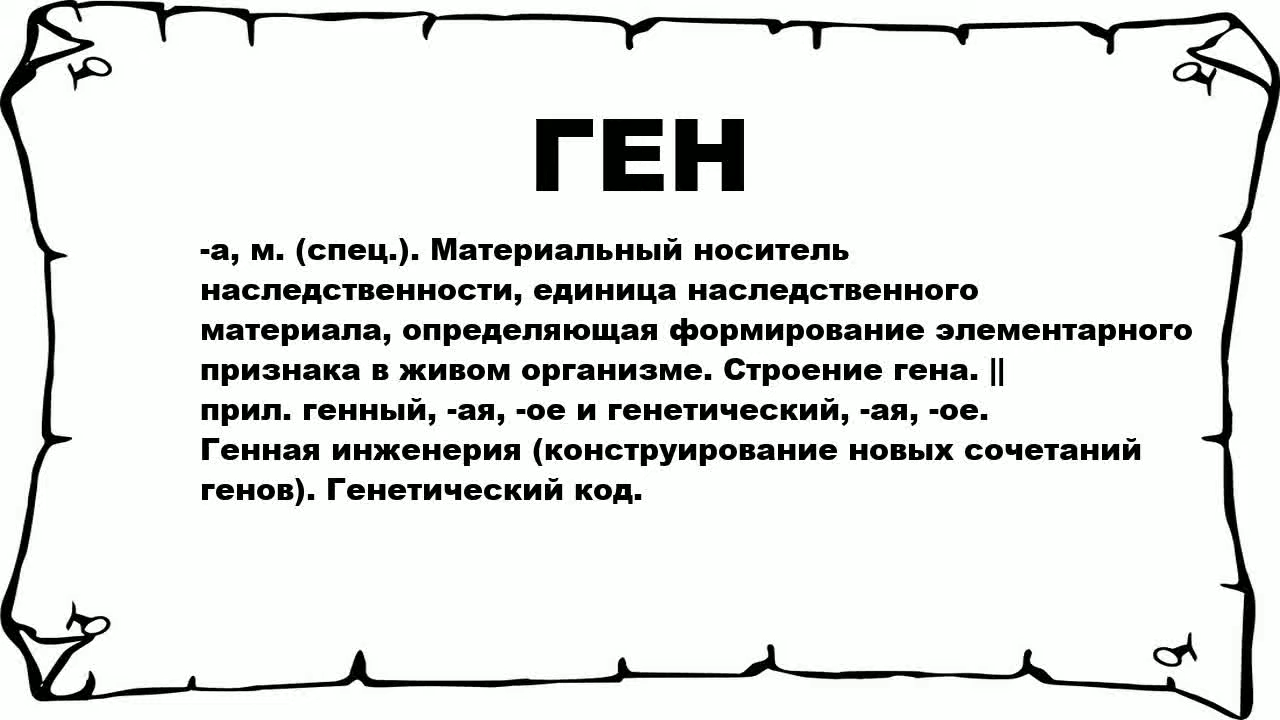 ГЕН
-а, м. (спец.). Материальный носитель
наследственности, единица наследственного
материала, определяющая формирование элементарного
признака в живом организме. Строение гена. ||
прил. генный, -ая, -ое и генетический, -ая, -ое.
Генная инженерия (конструирование новых сочетаний
генов). Генетический код.